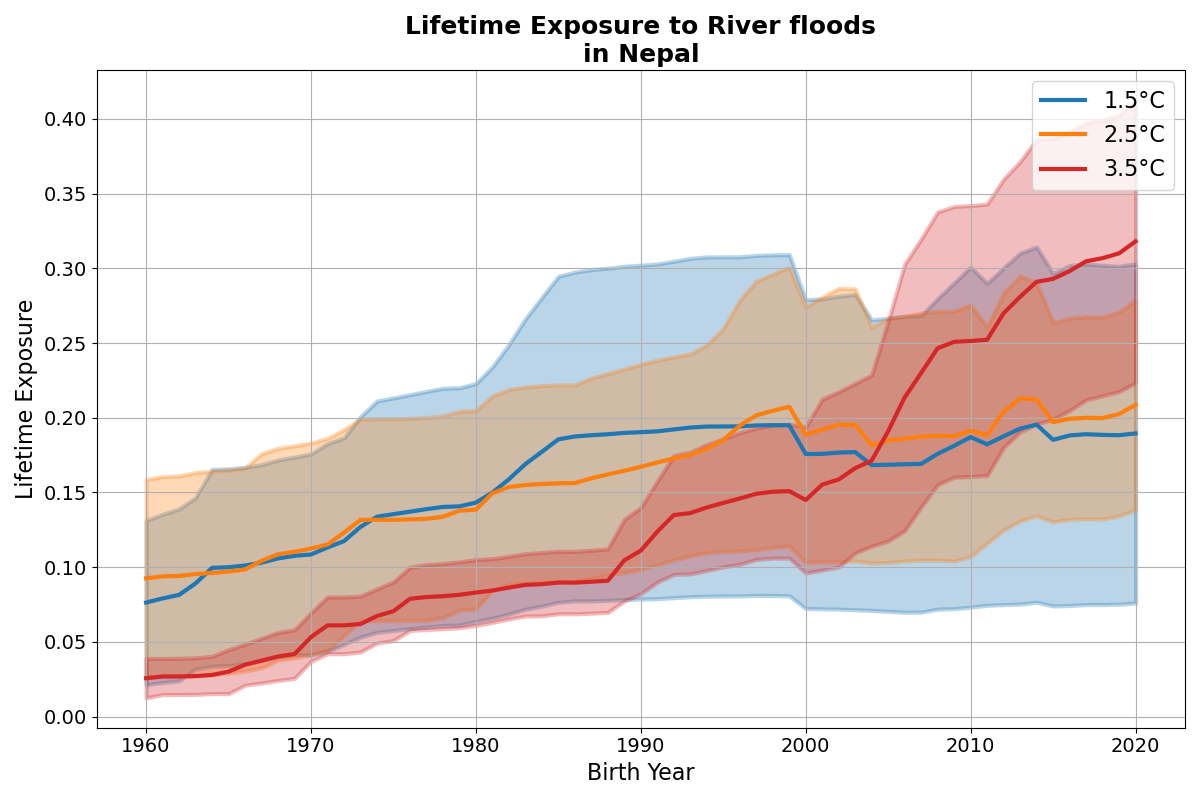 Lifetime Exposure to River floods
in Nepal
1.5°C
2.5°C
3.5°C
Lifetime Exposure
0.40
0.35
0.30
0.25
0.20
0.15
0.10
0.05
0.00
1960 1970 1980 1990 2000 2010 2020
Birth Year